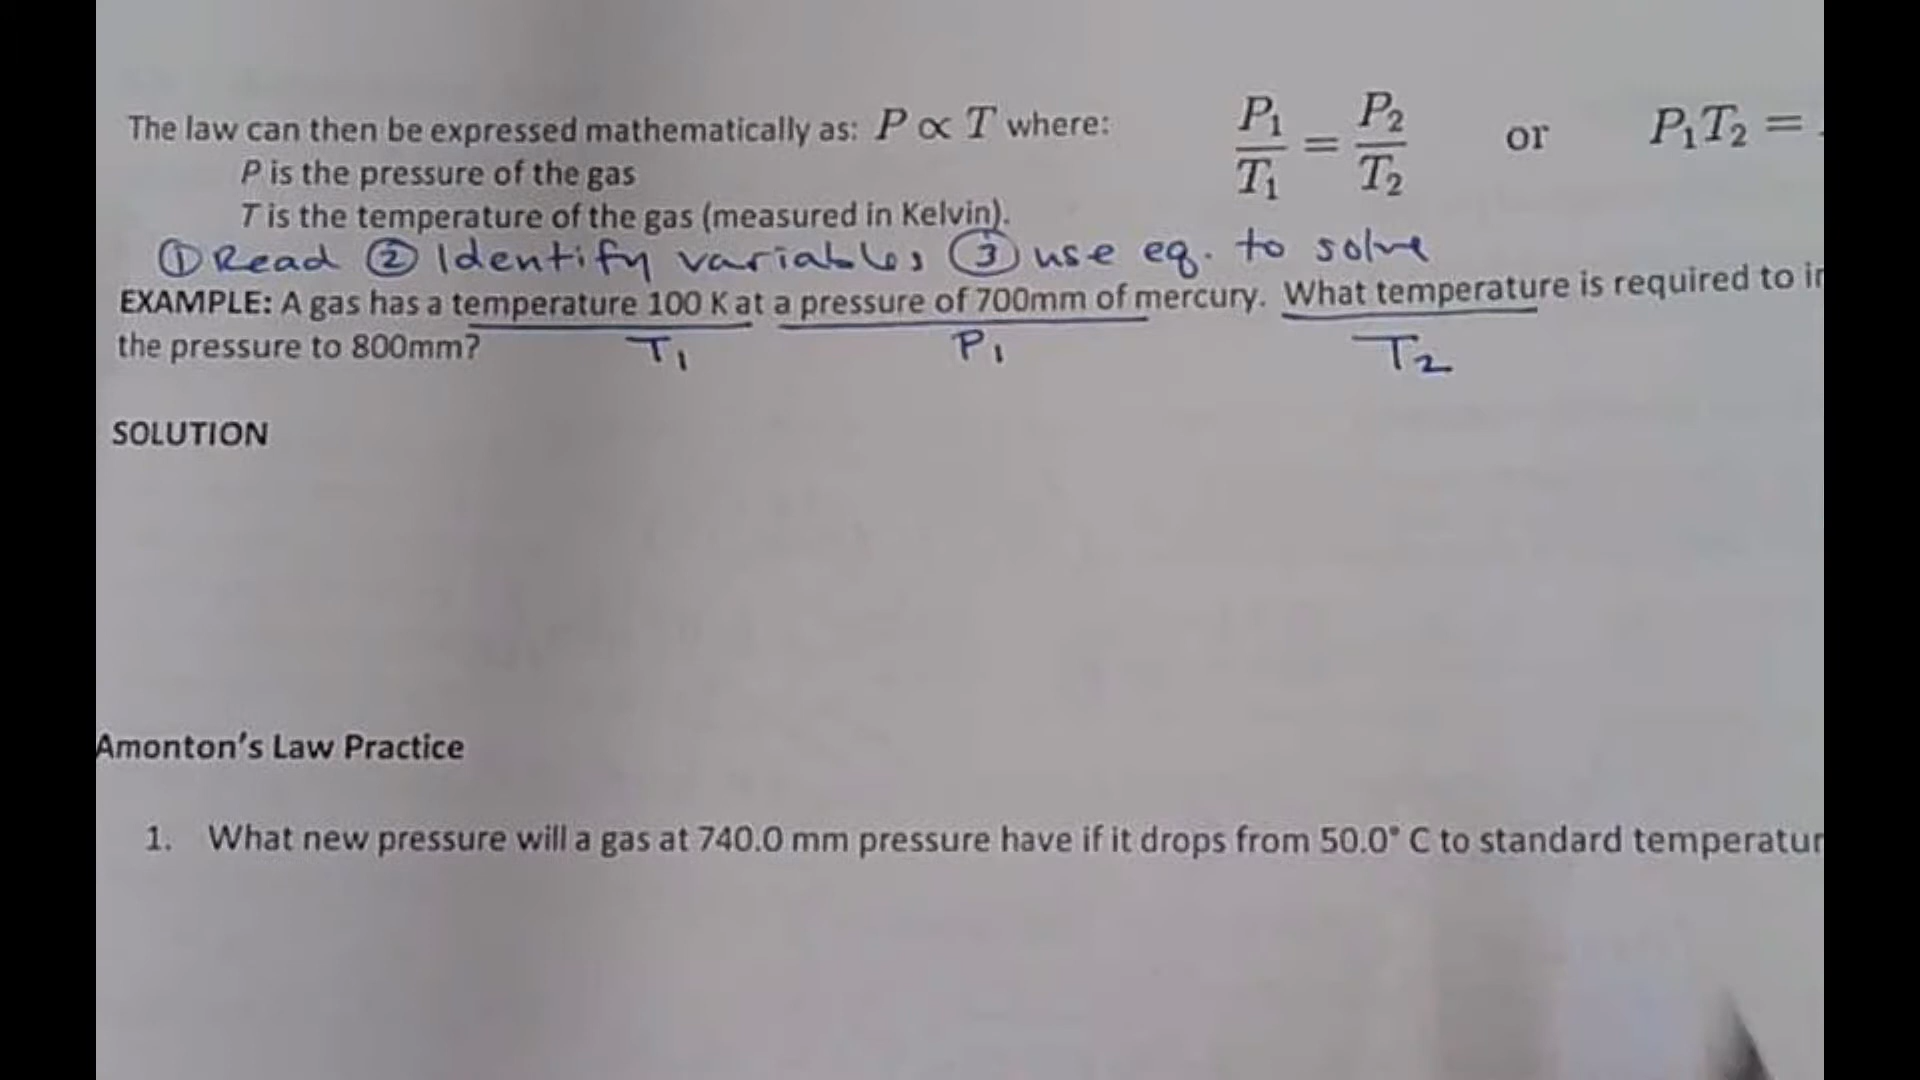 The law can then be expressed mathematically as: P ∝ T where: P₁/T₁ = P₂/T₂ or P₁T₂ =
P is the pressure of the gas
T is the temperature of the gas (measured in Kelvin).
① Read ② Identify variables ③ use eq. to solve
EXAMPLE: A gas has a temperature 100 K at a pressure of 700mm of mercury. What temperature is required to
the pressure to 800mm?
T₁ P₁ T₂
SOLUTION
Amonton's Law Practice
1. What new pressure will a gas at 740.0 mm pressure have if it drops from 50.0° C to standard